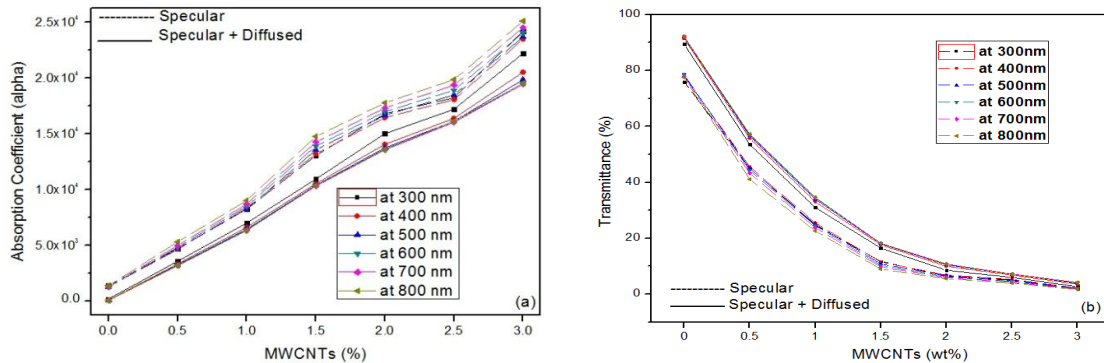 Specular
Specular + Diffused
2.5x10⁴
2.0x10⁴
1.5x10⁴
1.0x10⁴
5.0x10³
0.0
Absorption Coefficient (alpha)
at 300 nm
at 400 nm
at 500 nm
at 600 nm
at 700 nm
at 800 nm
(a)
0.0 0.5 1.0 1.5 2.0 2.5 3.0
MWCNTs (%)
100
80
60
40
20
0
Transmittance (%)
at 300nm
at 400nm
at 500nm
at 600nm
at 700nm
at 800nm
Specular
Specular + Diffused
(b)
0 0.5 1 1.5 2 2.5 3
MWCNTs (wt%)